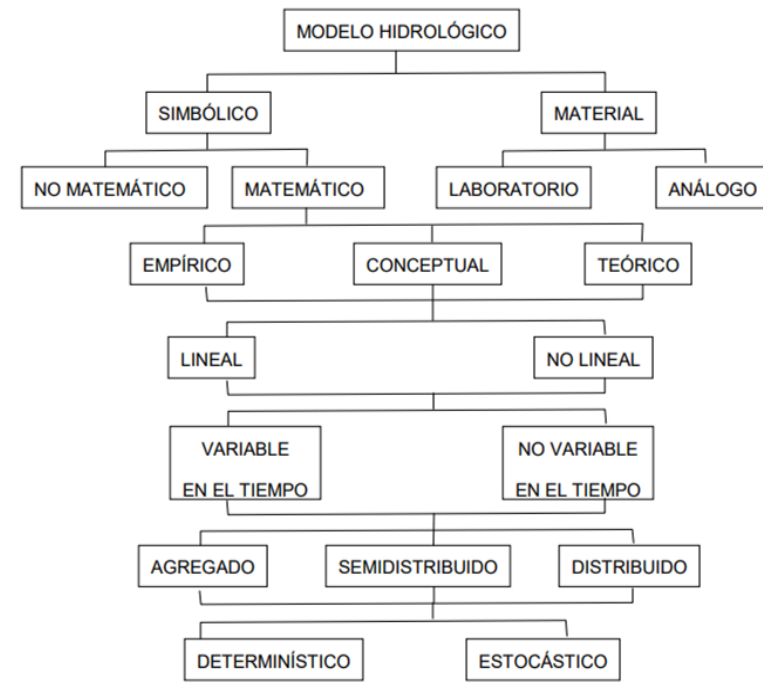 MODELO HIDROLÓGICO
SIMBÓLICO
MATERIAL
NO MATEMÁTICO
MATEMÁTICO
LABORATORIO
ANÁLOGO
EMPÍRICO
CONCEPTUAL
TEÓRICO
LINEAL
NO LINEAL
VARIABLE
EN EL TIEMPO
NO VARIABLE
EN EL TIEMPO
AGREGADO
SEMIDISTRIBUIDO
DISTRIBUIDO
DETERMINÍSTICO
ESTOCÁSTICO